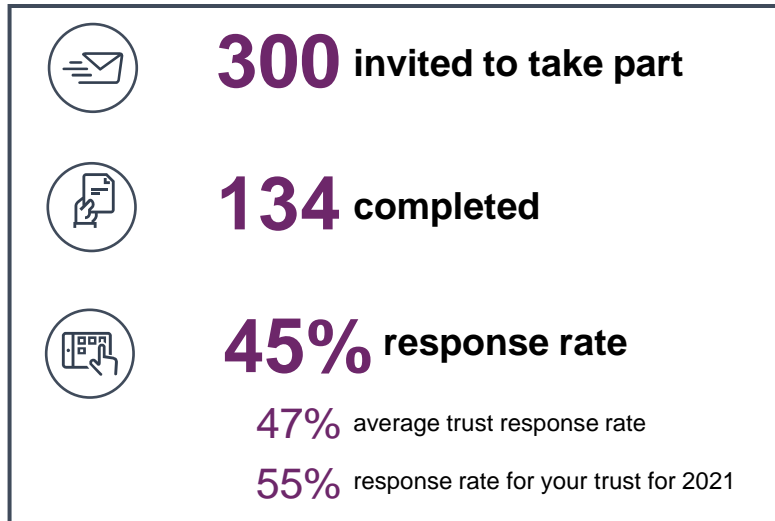 300 invited to take part
134 completed
45% response rate
47% average trust response rate
55% response rate for your trust for 2021